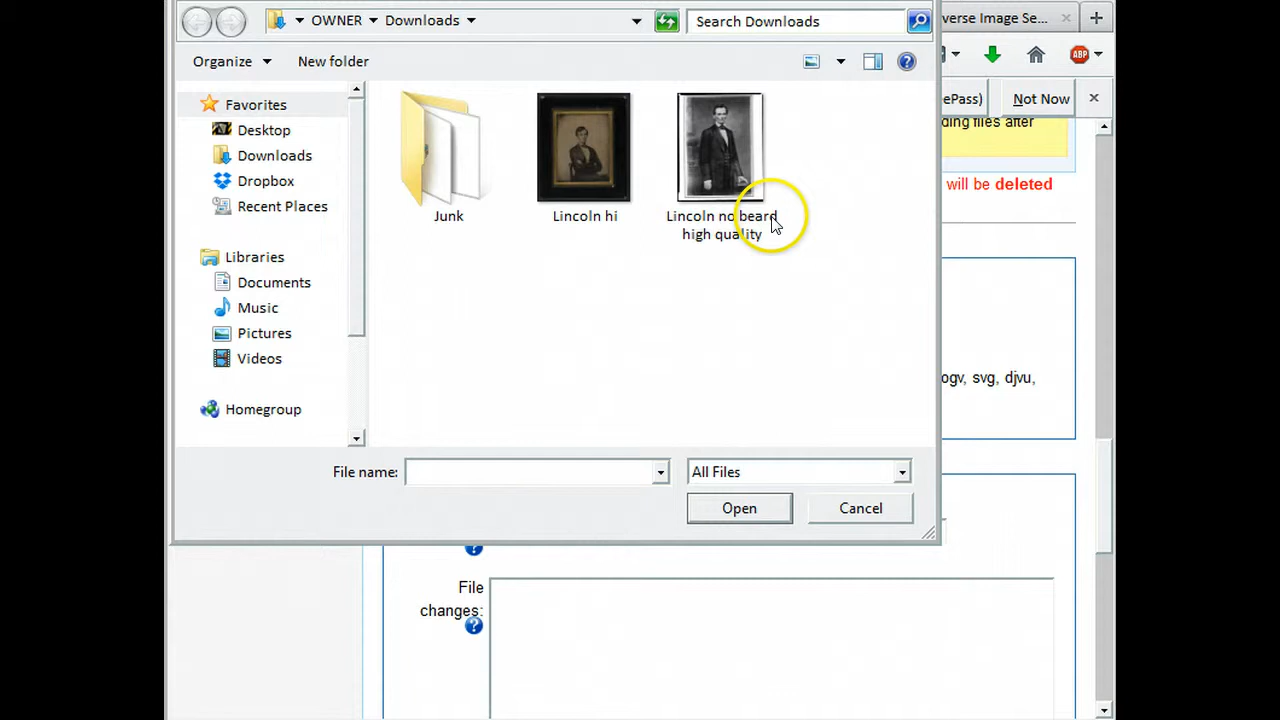 OWNER Downloads Search Downloads
verse Image Se...
Organize New folder
ABP
ePass) Not Now
Favorites
Desktop
Downloads
Dropbox
Recent Places
Libraries
Documents
Music
Pictures
Videos
Homegroup
Junk
Lincoln hi
Lincoln no beard
high quality
ding files after
will be deleted
ogv, svg, djvu,
File name:
All Files
Open Cancel
File
changes: